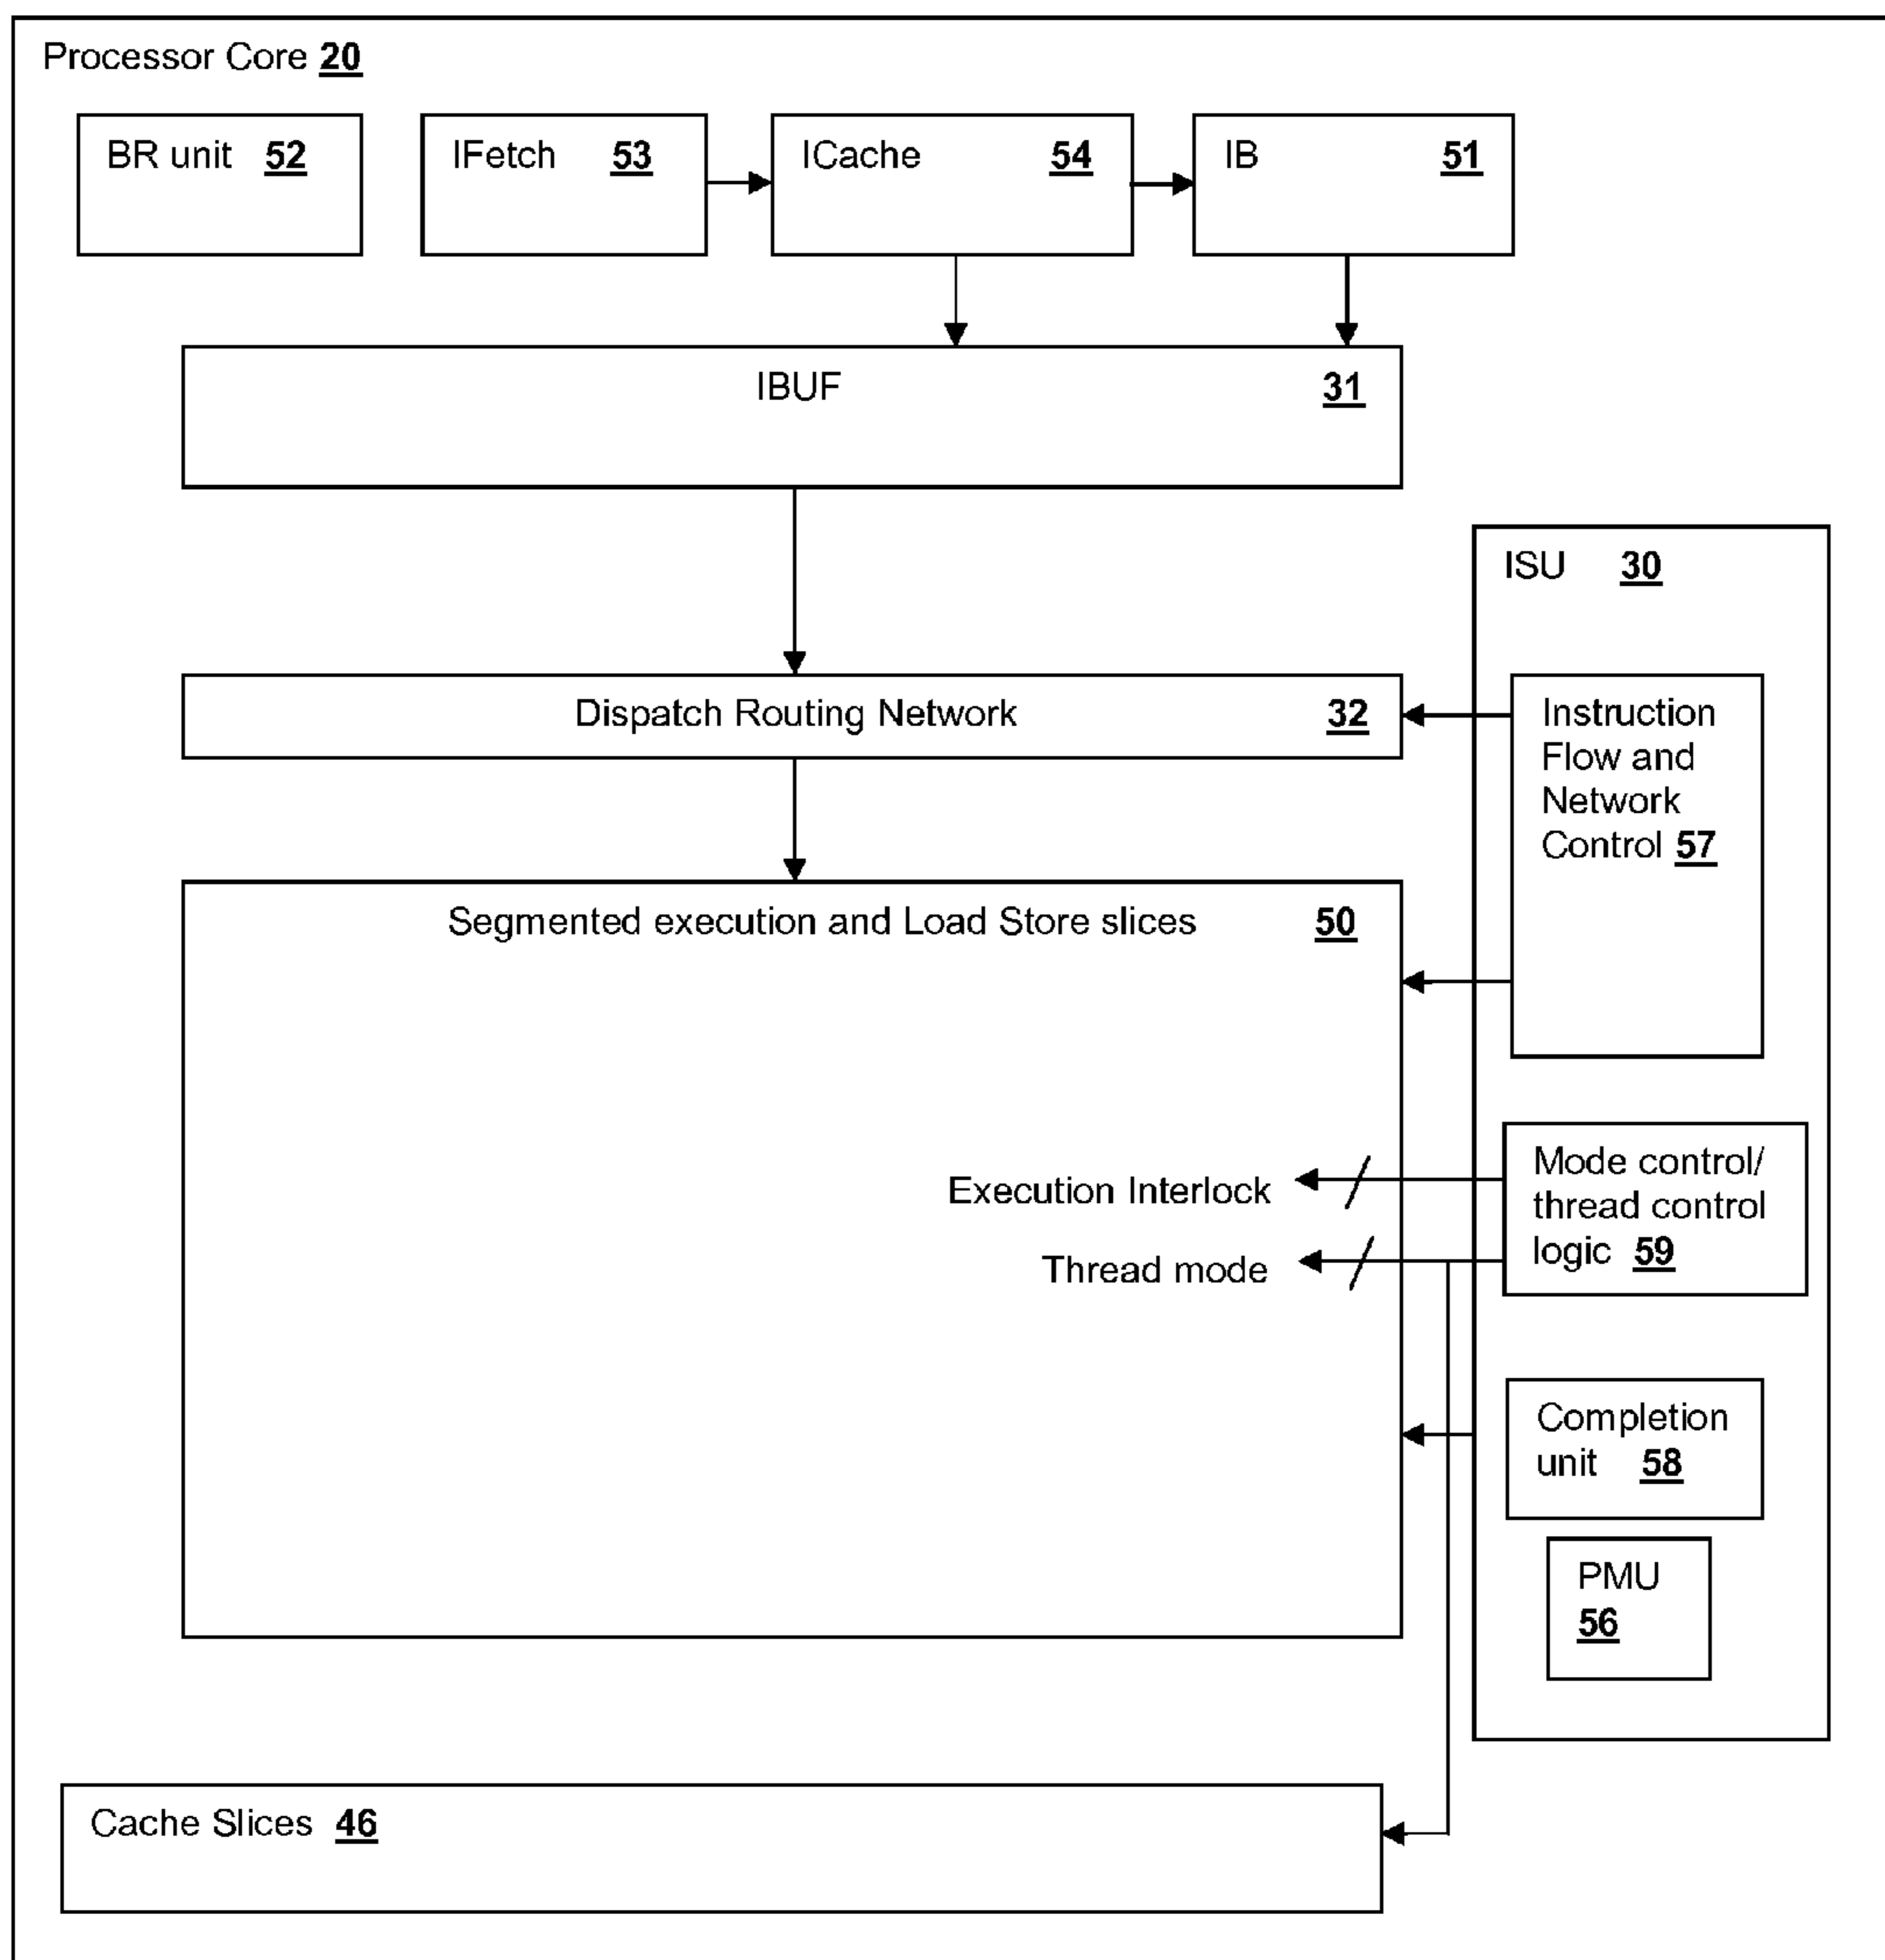 Processor Core 20
BR unit 52
IFetch 53
ICache 54
IB 51
IBUF 31
ISU 30
Dispatch Routing Network 32
Instruction
Flow and
Network
Control 57
Segmented execution and Load Store slices 50
Execution Interlock
Thread mode
Mode control/
thread control
logic 59
Completion
unit 58
PMU
56
Cache Slices 46